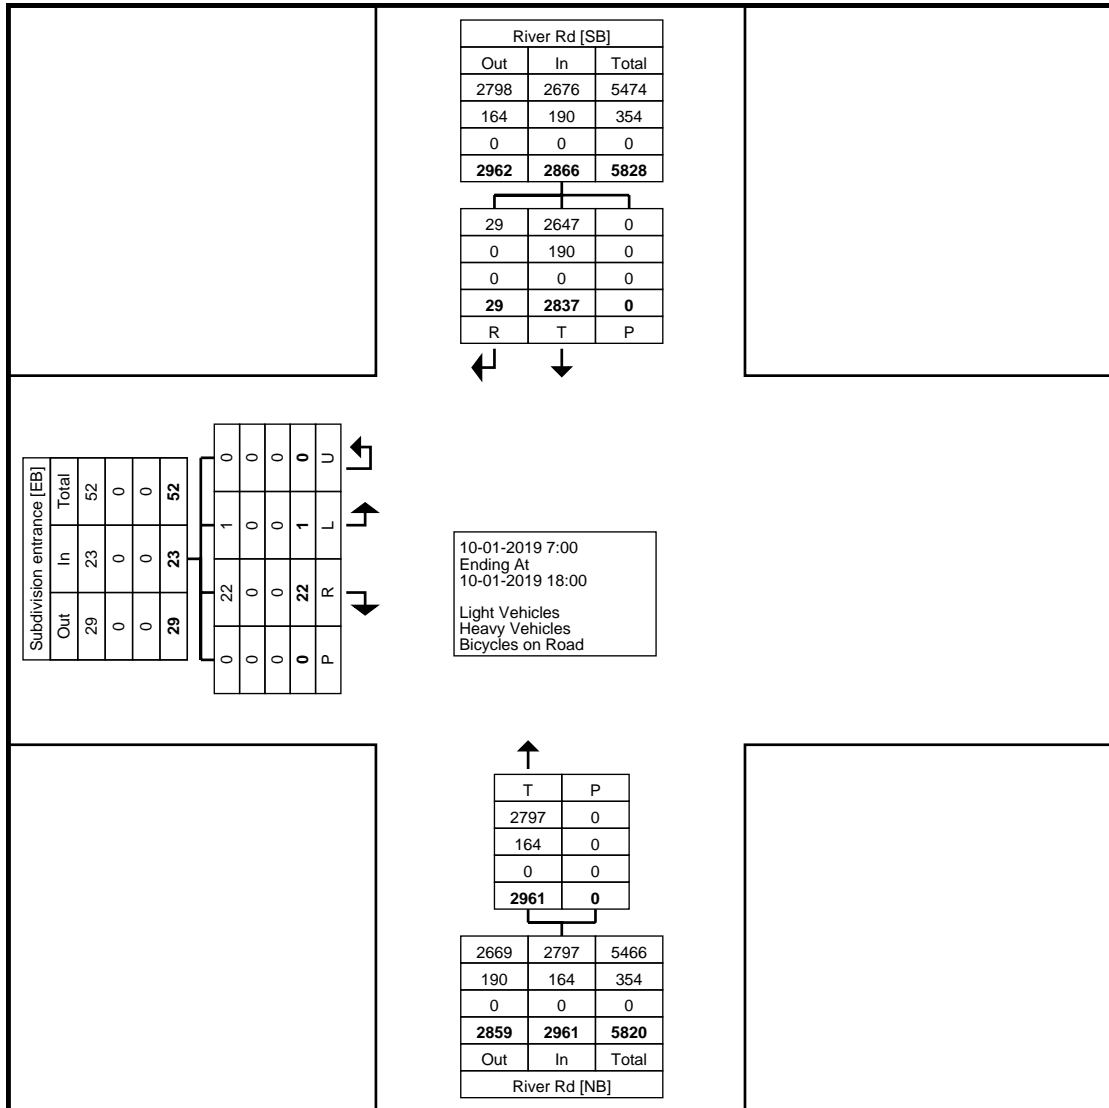 River Rd [SB]
Out In Total
2798 2676 5474
164 190 354
0 0 0
2962 2866 5828
29 2647 0
0 190 0
0 0 0
29 2837 0
R T P
Subdivision entrance [EB]
Out In Total
29 23 52
0 0 0
0 0 0
29 23 52
0 22 1 0
0 0 0 0
0 0 0 0
0 22 1 0
P R L U
10-01-2019 7:00
Ending At
10-01-2019 18:00
Light Vehicles
Heavy Vehicles
Bicycles on Road
T P
2797 0
164 0
0 0
2961 0
2669 2797 5466
190 164 354
0 0 0
2859 2961 5820
Out In Total
River Rd [NB]